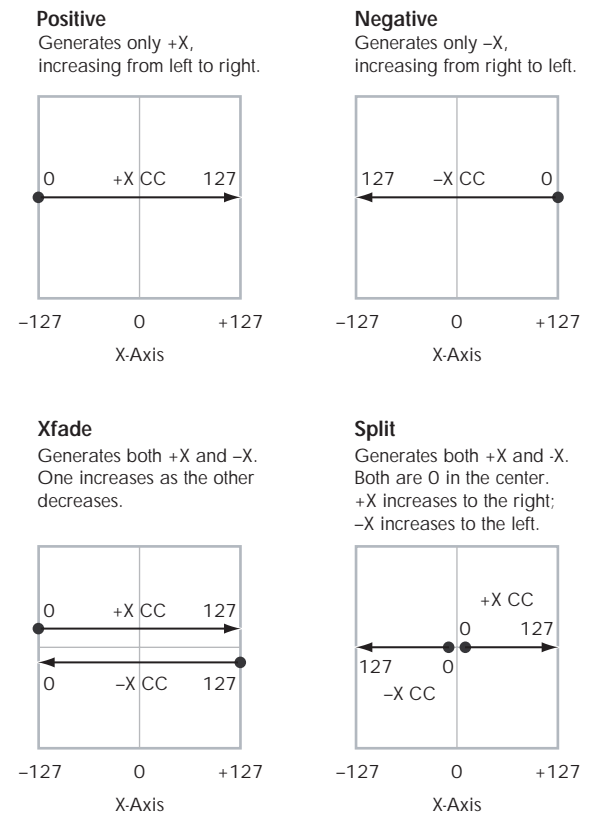 Positive
Generates only +X,
increasing from left to right.
0 +X CC 127
–127 0 +127
X-Axis
Negative
Generates only –X,
increasing from right to left.
127 –X CC 0
–127 0 +127
X-Axis
Xfade
Generates both +X and –X.
One increases as the other
decreases.
0 +X CC 127
0 –X CC 127
–127 0 +127
X-Axis
Split
Generates both +X and -X.
Both are 0 in the center.
+X increases to the right;
–X increases to the left.
+X CC
0 127
127 0
–X CC
–127 0 +127
X-Axis